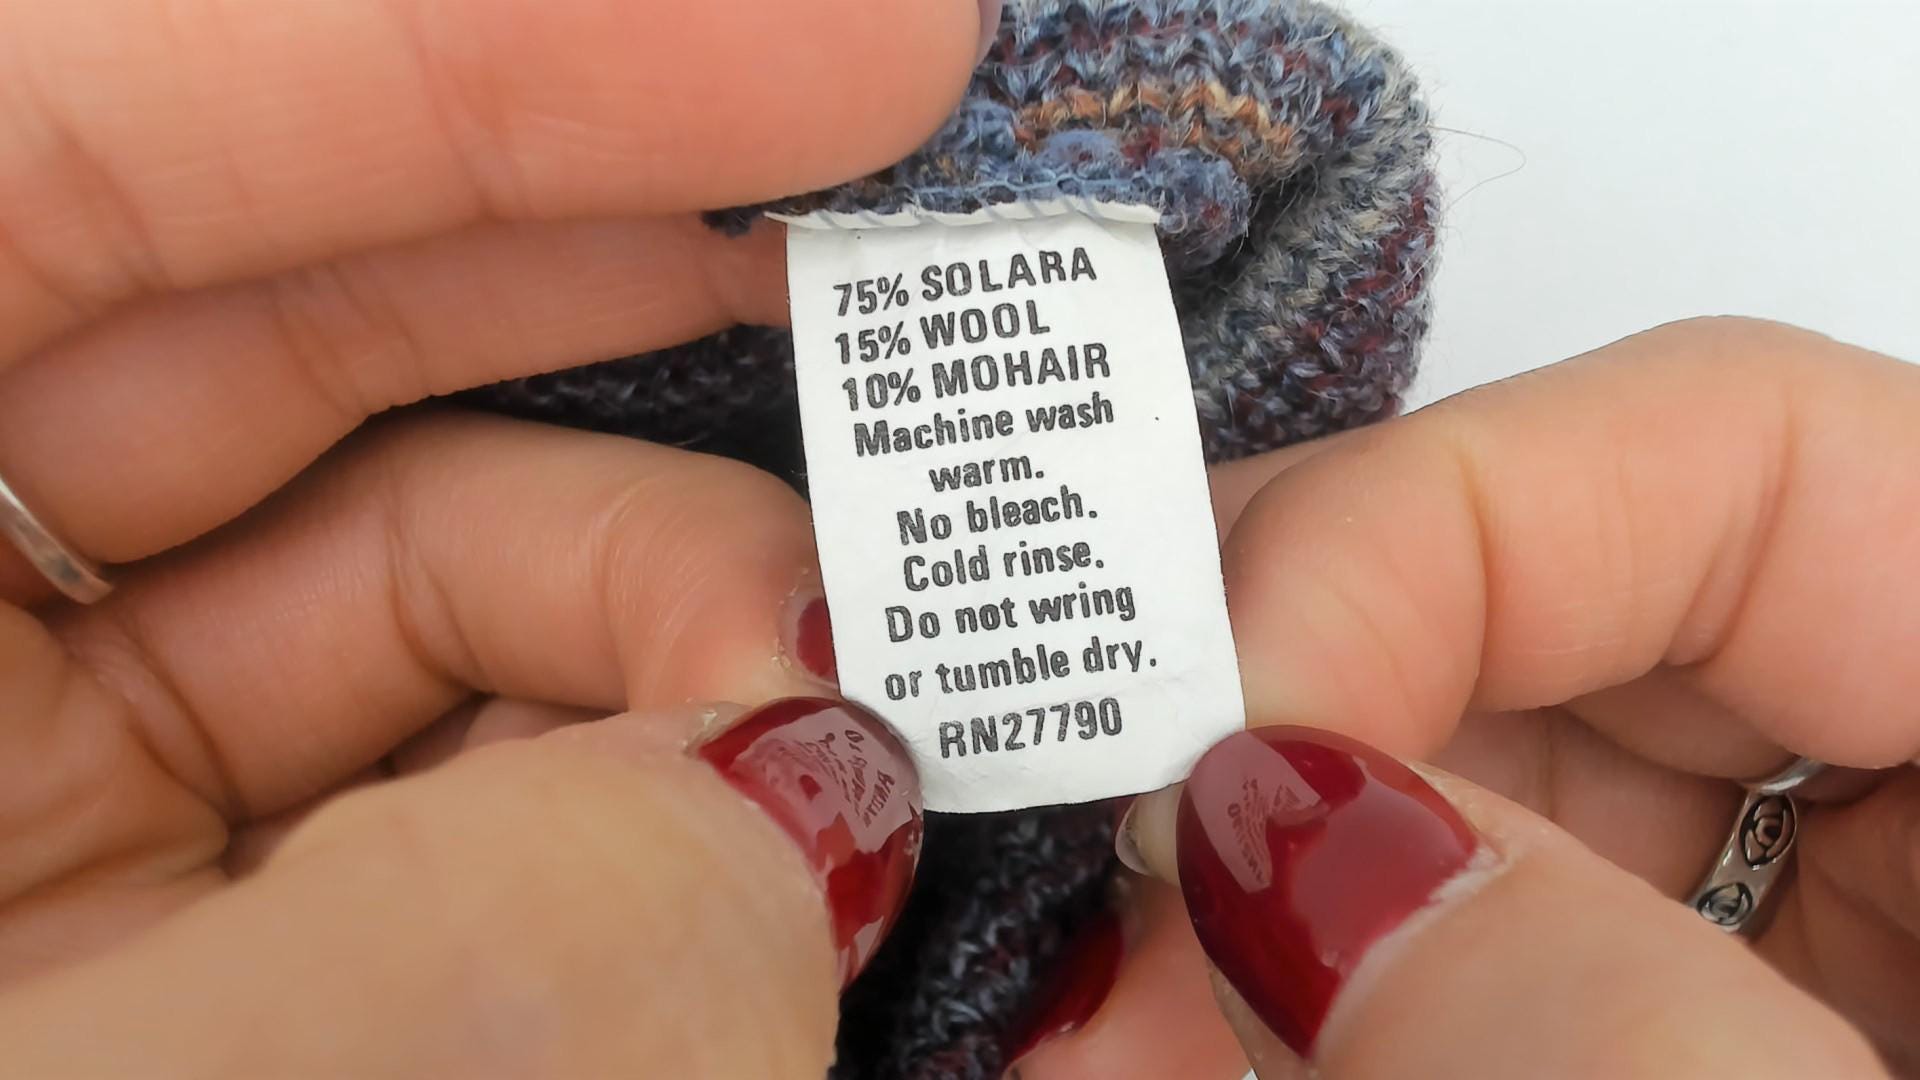 75% SOLARA
15% WOOL
10% MOHAIR
Machine wash
warm.
No bleach.
Cold rinse.
Do not wring
or tumble dry.
RN27790